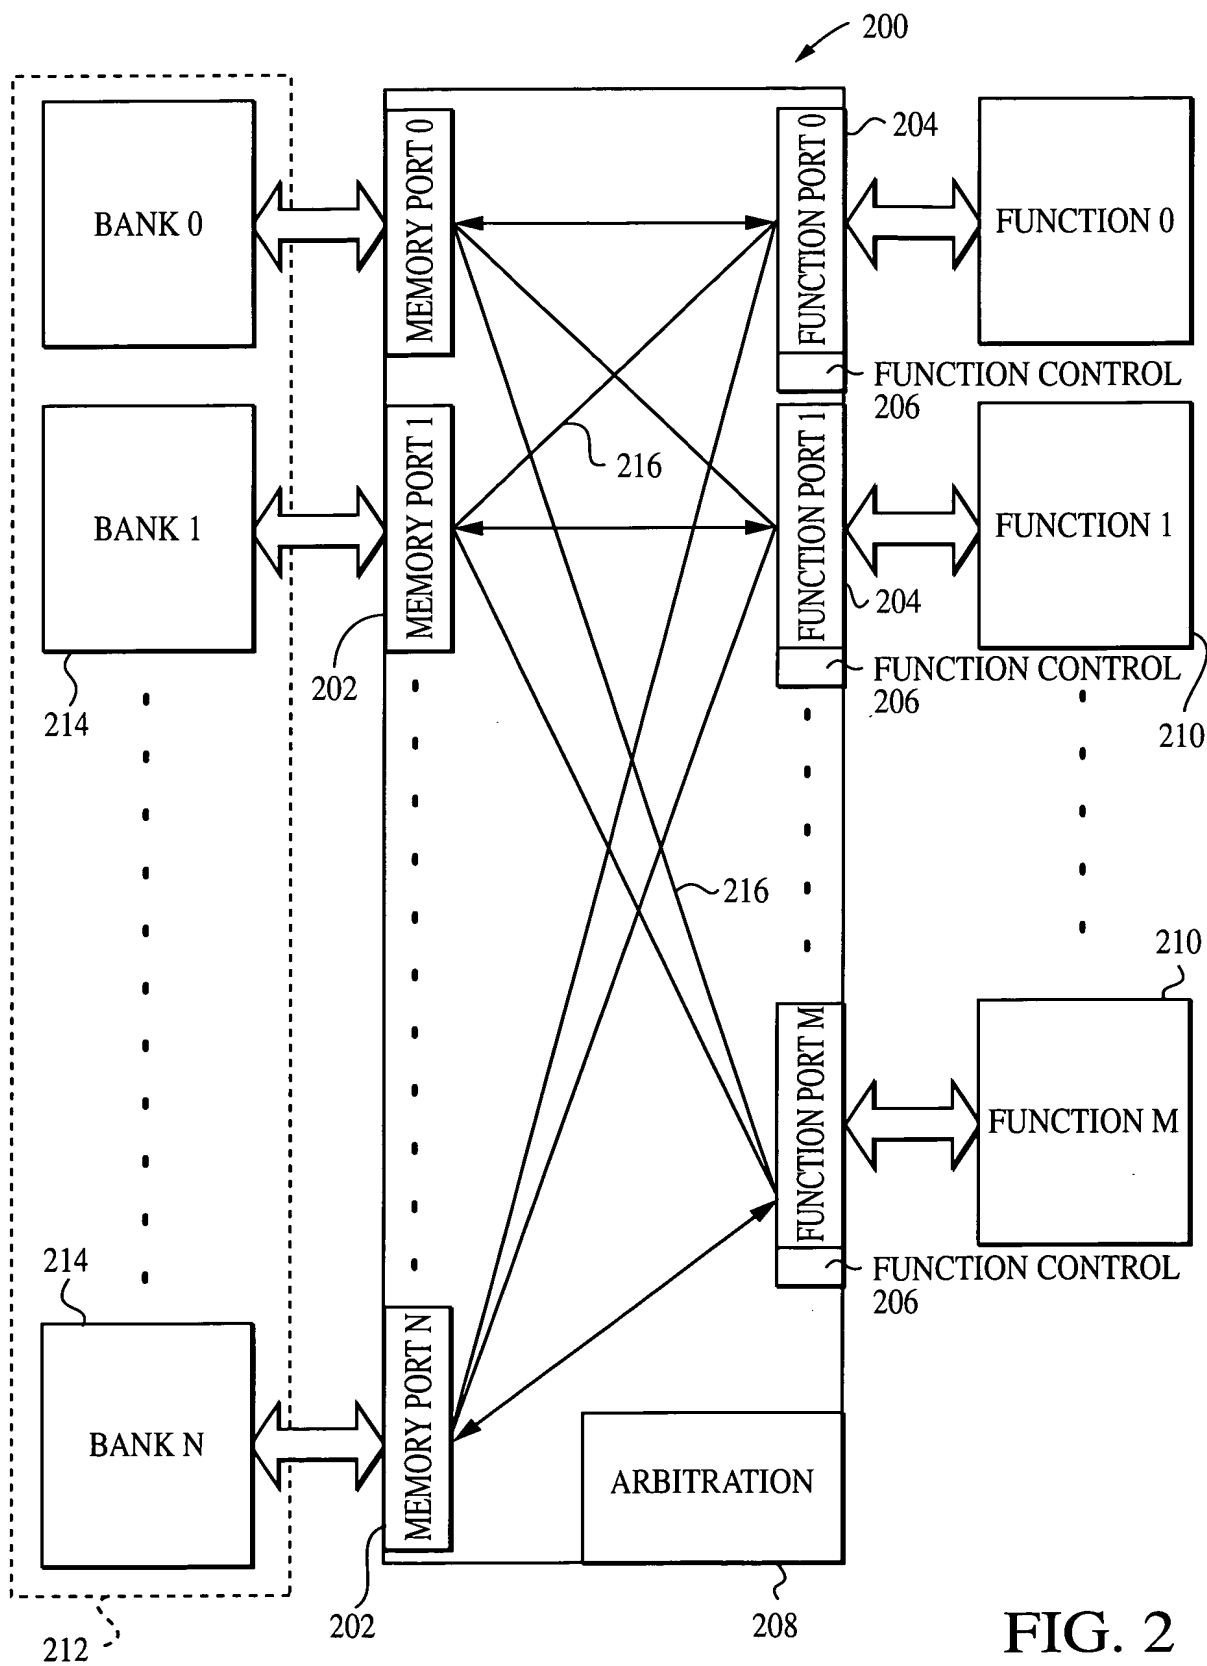 200
BANK 0
MEMORY PORT 0
FUNCTION PORT 0
204
FUNCTION 0
FUNCTION CONTROL
206
BANK 1
MEMORY PORT 1
216
FUNCTION PORT 1
FUNCTION 1
204
FUNCTION CONTROL
206
214
202
210
216
210
FUNCTION PORT M
FUNCTION M
FUNCTION CONTROL
206
214
BANK N
MEMORY PORT N
ARBITRATION
212
202
208
FIG. 2